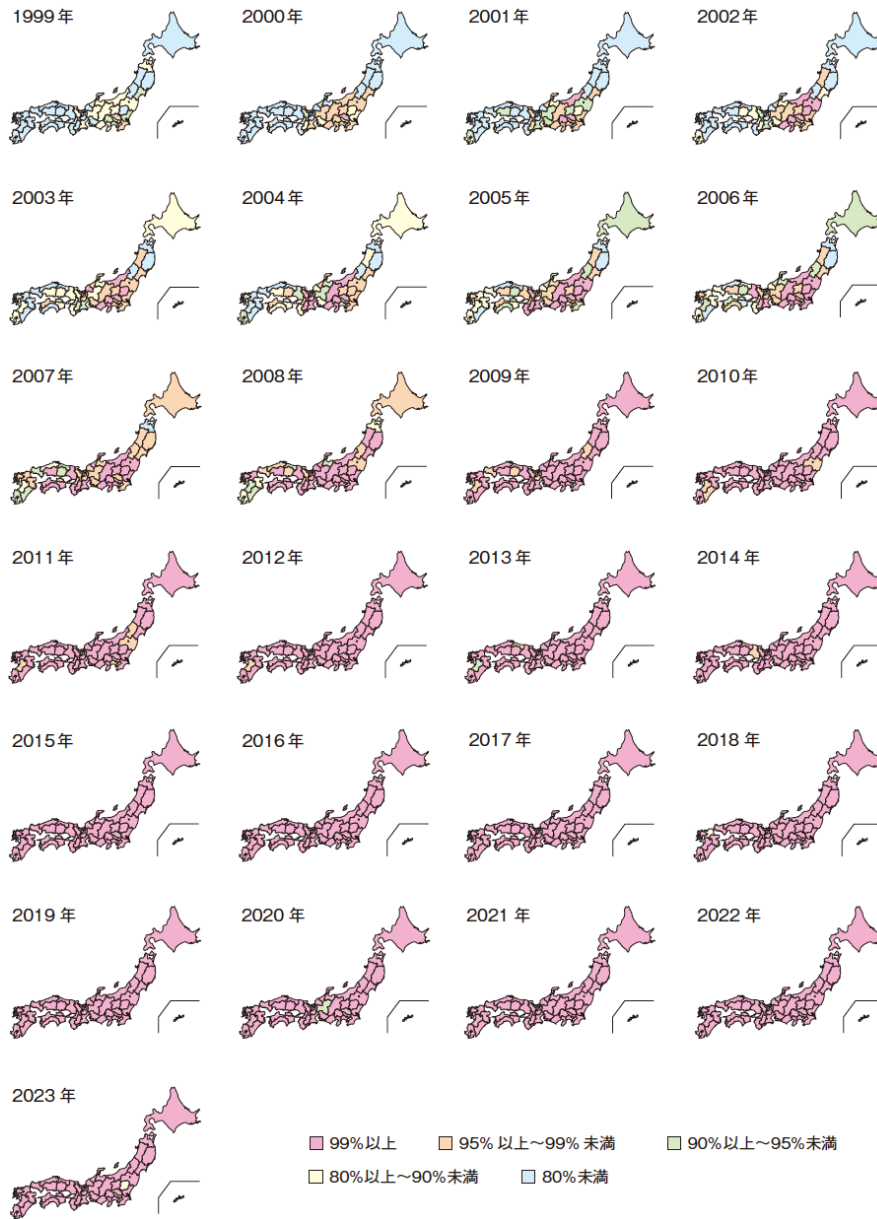 1999年 2000年 2001年 2002年
2003年 2004年 2005年 2006年
2007年 2008年 2009年 2010年
2011年 2012年 2013年 2014年
2015年 2016年 2017年 2018年
2019年 2020年 2021年 2022年
2023年
99%以上 95%以上～99%未満 90%以上～95%未満
80%以上～90%未満 80%未満